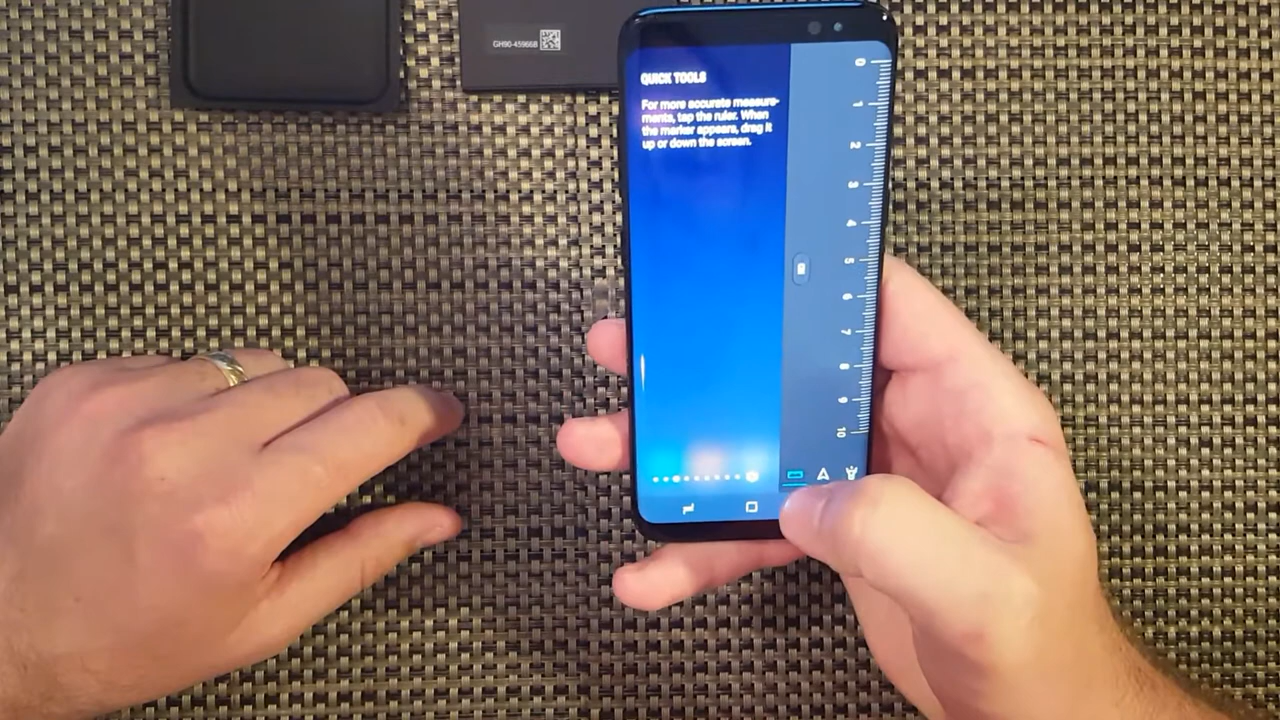 GH90-45966B
QUICK TOOLS
For more accurate measure-
ments, tap the ruler. When
the marker appears, drag it
up or down the screen.
0
1
2
3
4
5
6
7
8
9
10